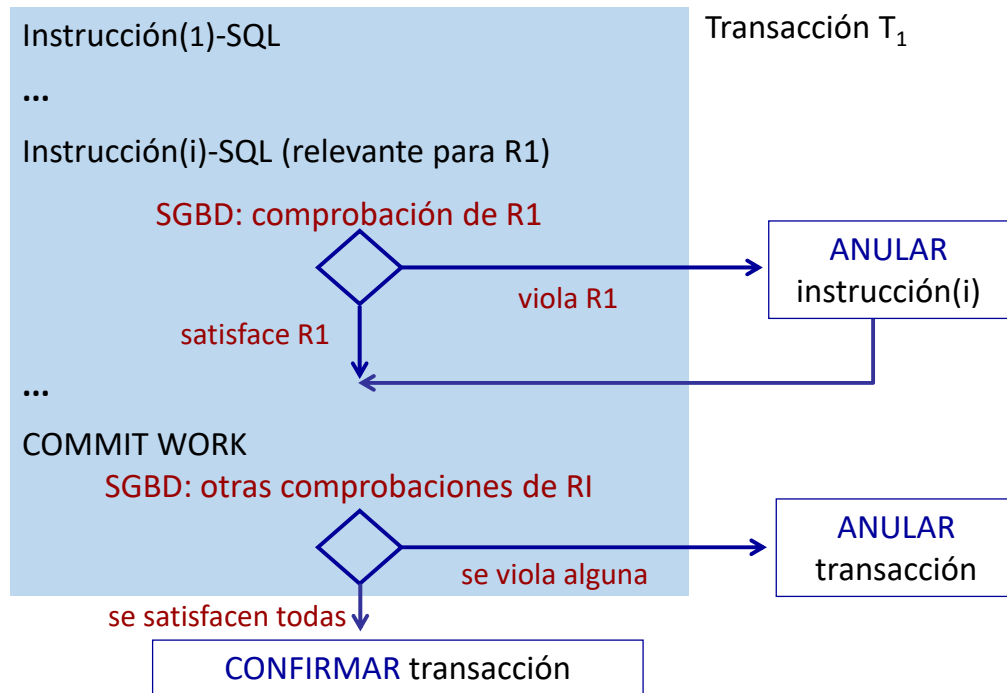 Instrucción(1)-SQL
Transacción T1
...
Instrucción(i)-SQL (relevante para R1)
SGBD: comprobación de R1
ANULAR
instrucción(i)
viola R1
satisface R1
...
COMMIT WORK
SGBD: otras comprobaciones de RI
ANULAR
transacción
se viola alguna
se satisfacen todas
CONFIRMAR transacción